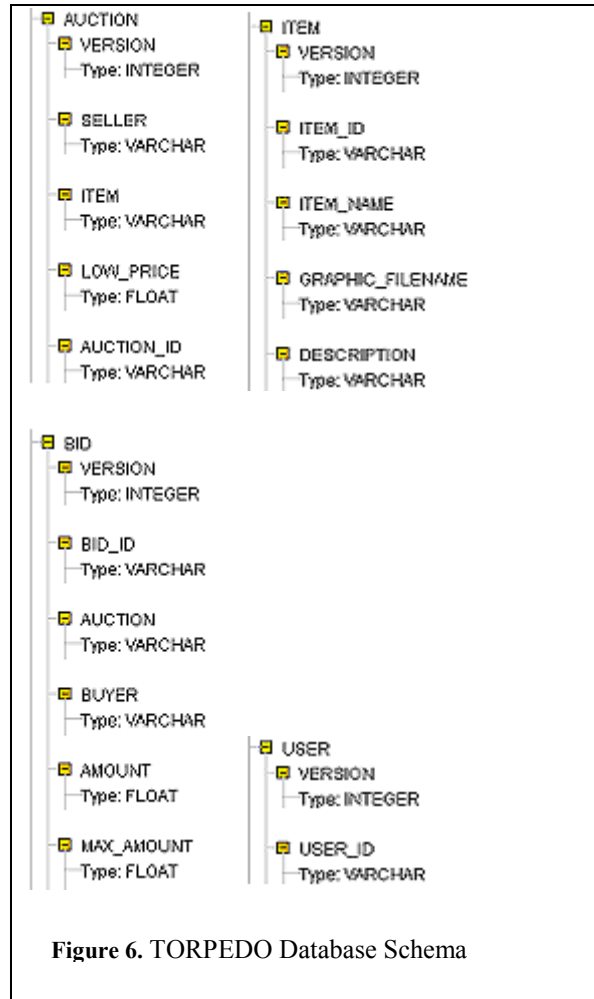 AUCTION
VERSION
Type: INTEGER
SELLER
Type: VARCHAR
ITEM
Type: VARCHAR
LOW_PRICE
Type: FLOAT
AUCTION_ID
Type: VARCHAR
ITEM
VERSION
Type: INTEGER
ITEM_ID
Type: VARCHAR
ITEM_NAME
Type: VARCHAR
GRAPHIC_FILENAME
Type: VARCHAR
DESCRIPTION
Type: VARCHAR
BID
VERSION
Type: INTEGER
BID_ID
Type: VARCHAR
AUCTION
Type: VARCHAR
BUYER
Type: VARCHAR
AMOUNT
Type: FLOAT
MAX_AMOUNT
Type: FLOAT
USER
VERSION
Type: INTEGER
USER_ID
Type: VARCHAR
Figure 6. TORPEDO Database Schema